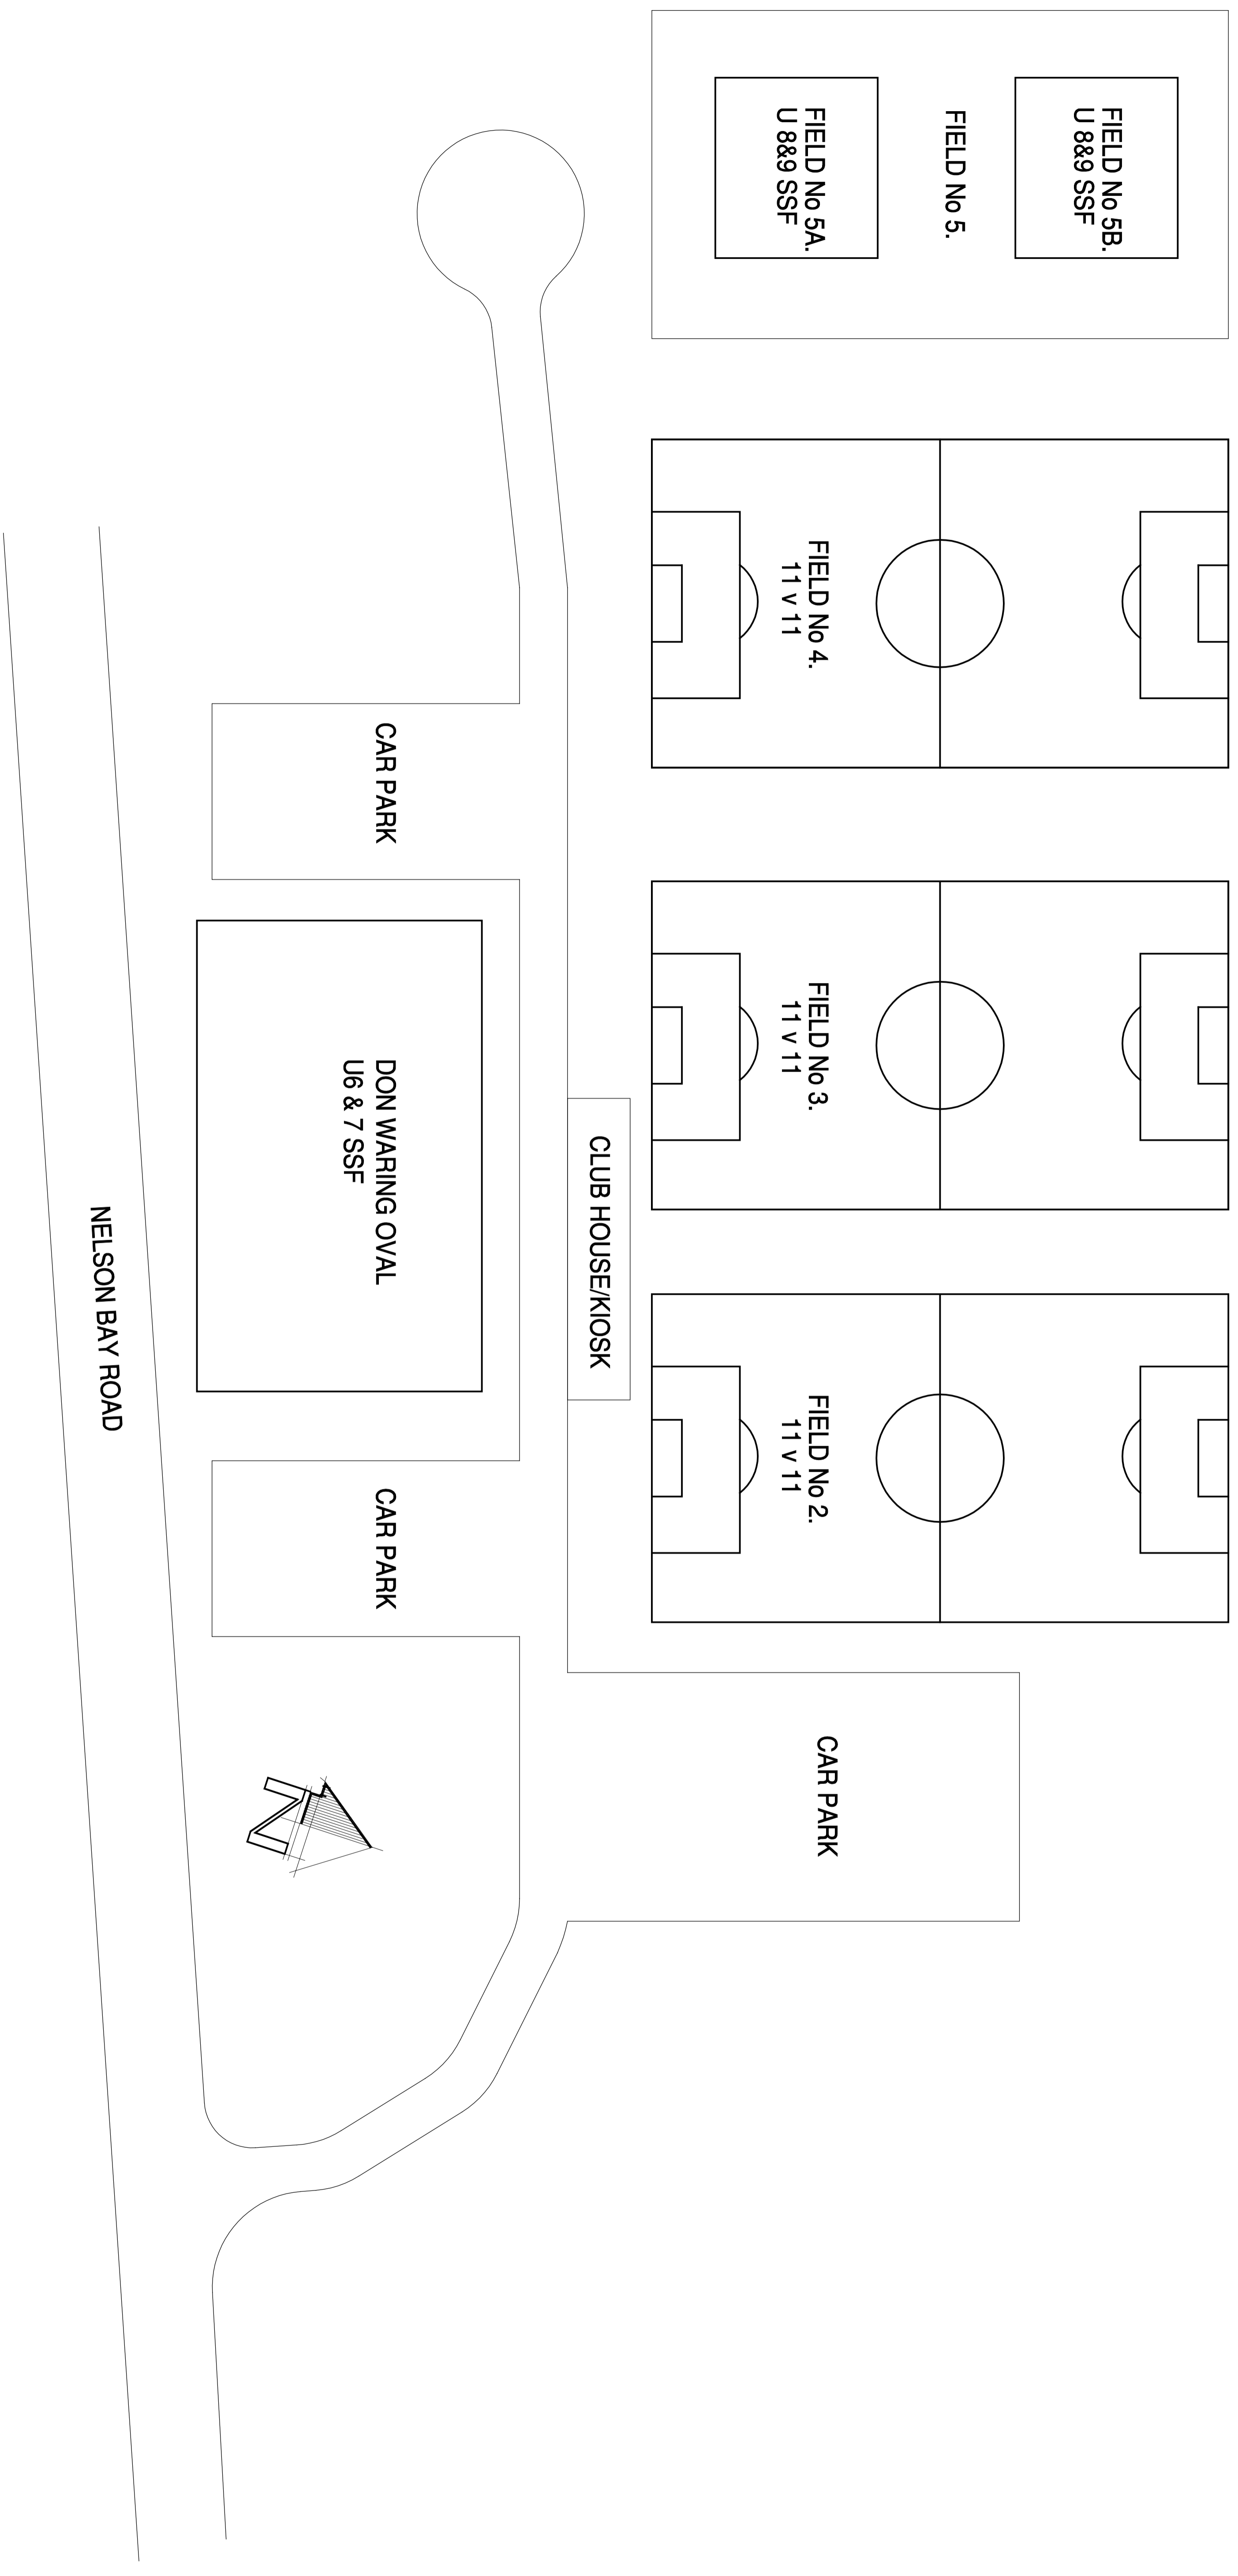 FIELD No 5B.
U 8&9 SSF
FIELD No 5.
FIELD No 5A.
U 8&9 SSF
FIELD No 4.
11 v 11
FIELD No 3.
11 v 11
FIELD No 2.
11 v 11
CAR PARK
CLUB HOUSE/KIOSK
CAR PARK
DON WARING OVAL
U6 & 7 SSF
CAR PARK
N
NELSON BAY ROAD